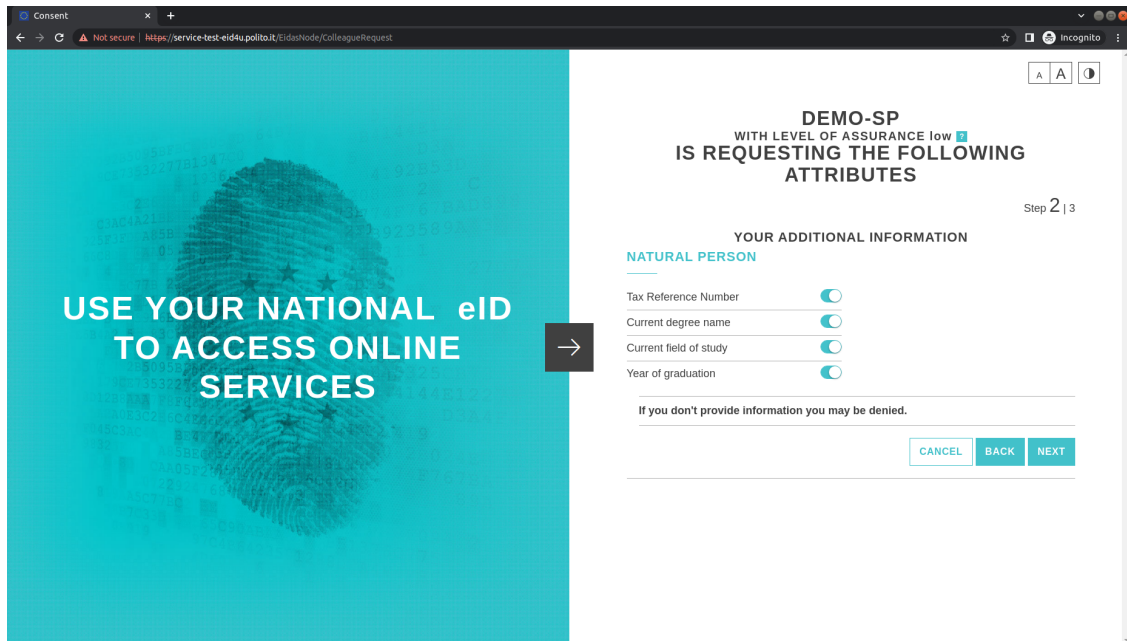 Consent
Not secure | https://service-test-eid4u.polito.it/EidasNode/ColleagueRequest
Incognito
USE YOUR NATIONAL eID
TO ACCESS ONLINE
SERVICES
A A
DEMO-SP
WITH LEVEL OF ASSURANCE low ?
IS REQUESTING THE FOLLOWING
ATTRIBUTES
Step 2 | 3
YOUR ADDITIONAL INFORMATION
NATURAL PERSON
Tax Reference Number
Current degree name
Current field of study
Year of graduation
If you don't provide information you may be denied.
CANCEL BACK NEXT